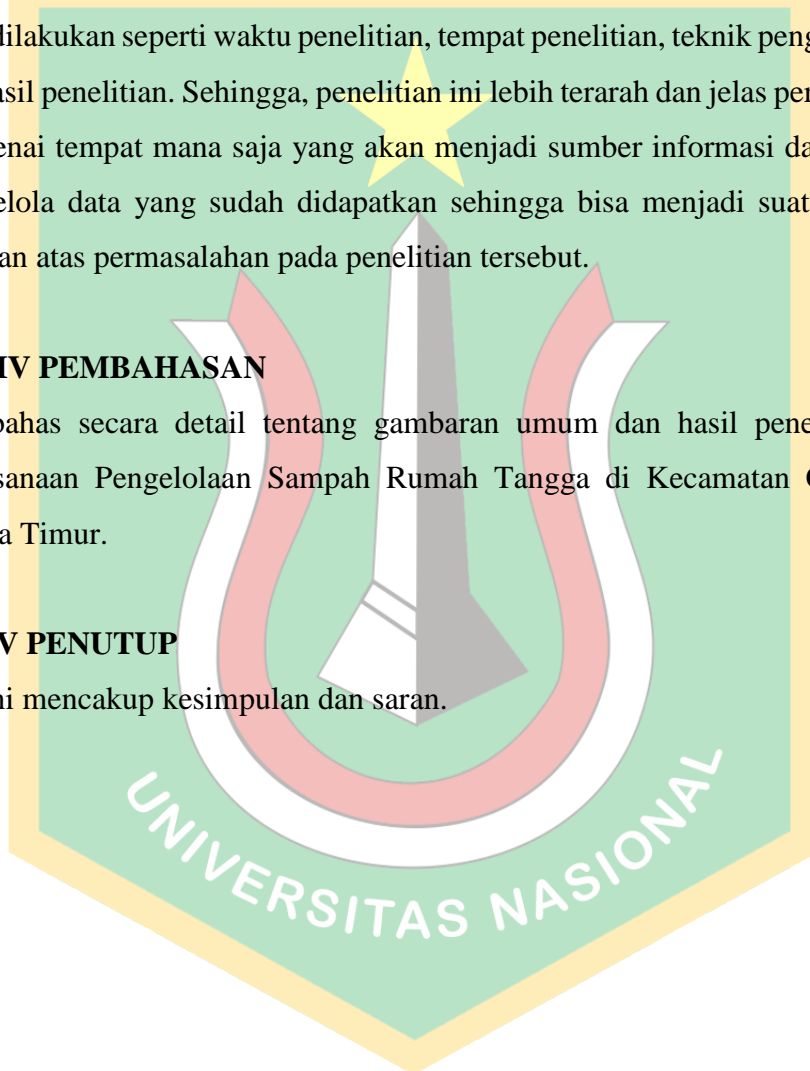 dilakukan seperti waktu penelitian, tempat penelitian, teknik peng
asil penelitian. Sehingga, penelitian ini lebih terarah dan jelas pe
enai tempat mana saja yang akan menjadi sumber informasi da
elola data yang sudah didapatkan sehingga bisa menjadi suat
an atas permasalahan pada penelitian tersebut.
IV PEMBAHASAN
bahas secara detail tentang gambaran umum dan hasil pene
sanaan Pengelolaan Sampah Rumah Tangga di Kecamatan
a Timur.
V PENUTUP
ni mencakup kesimpulan dan saran.
UNIVERSITAS NASIONAL